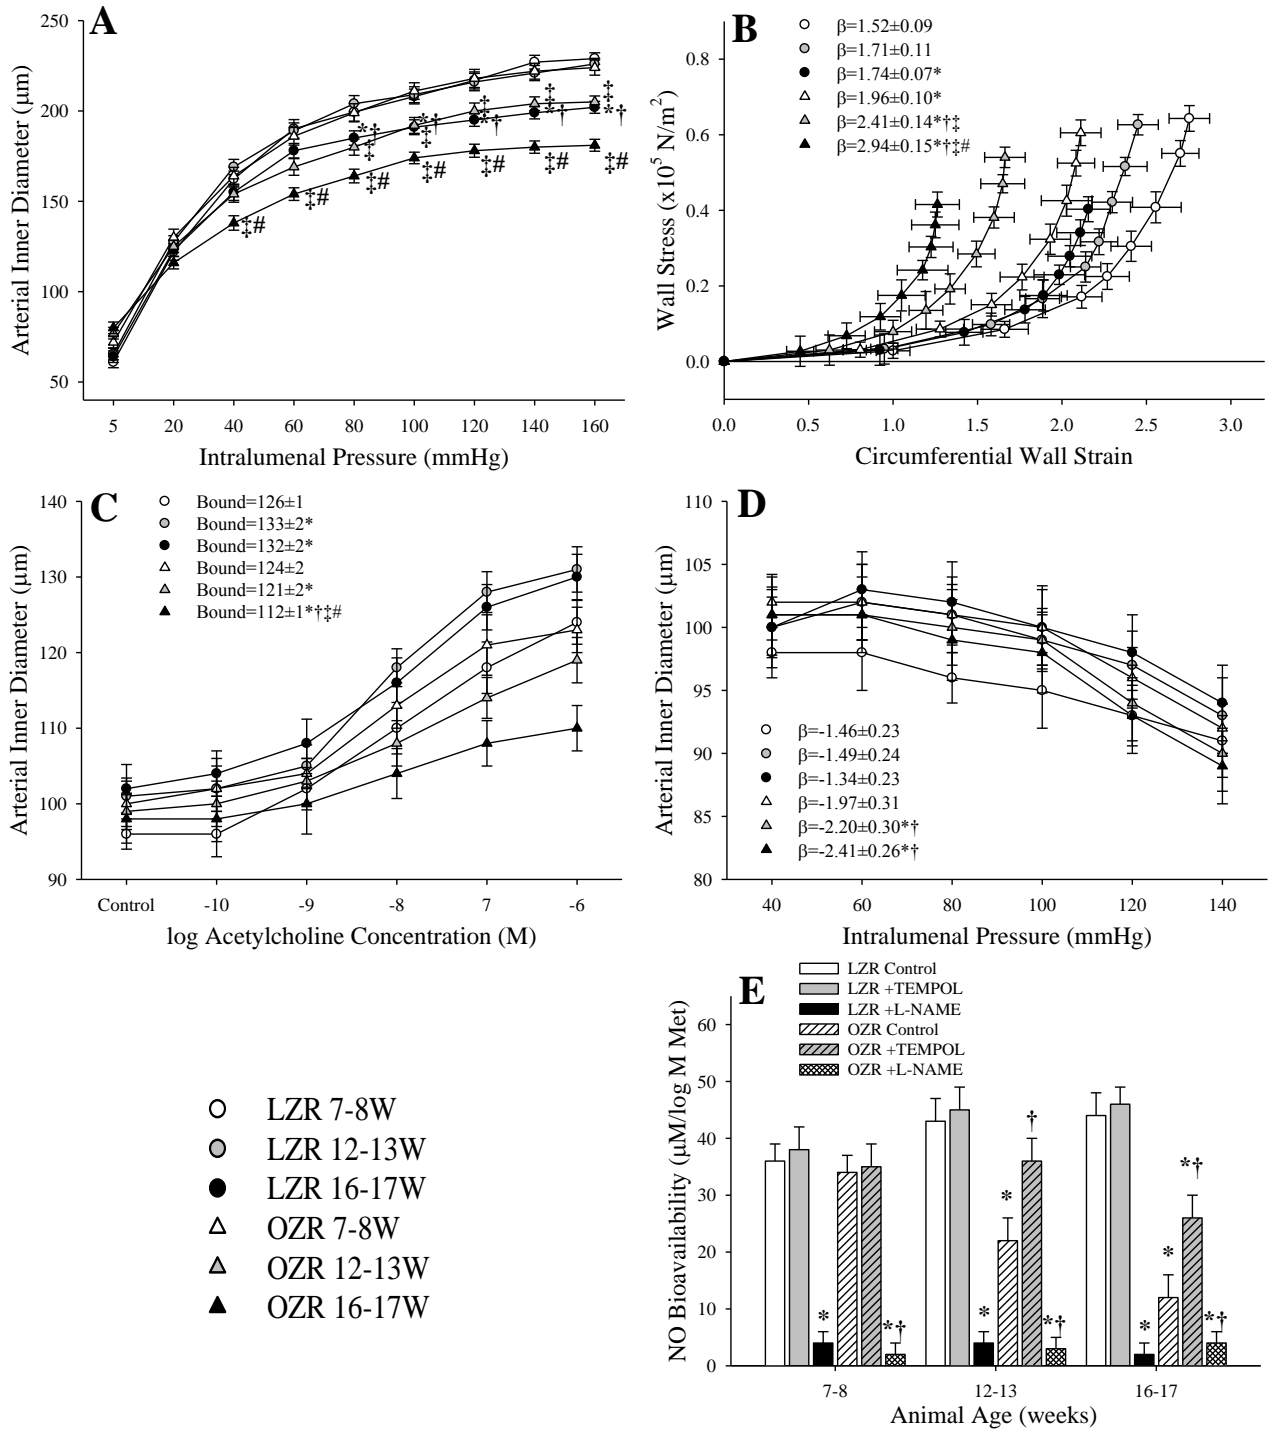 A
250
200
150
100
50
Arterial Inner Diameter (μm)
*‡
‡
‡
*‡
‡
‡
‡
*†
‡
*†
‡
*†
‡#
‡#
‡#
‡#
‡#
‡#
‡#
5 20 40 60 80 100 120 140 160
Intralumenal Pressure (mmHg)
B
β=1.52±0.09
β=1.71±0.11
β=1.74±0.07*
β=1.96±0.10*
β=2.41±0.14*†‡
β=2.94±0.15*†‡#
0.8
0.6
0.4
0.2
0.0
Wall Stress (x10⁵ N/m²)
0.0 0.5 1.0 1.5 2.0 2.5 3.0
Circumferential Wall Strain
C
Bound=126±1
Bound=133±2*
Bound=132±2*
Bound=124±2
Bound=121±2*
Bound=112±1*†‡#
140
130
120
110
100
90
Arterial Inner Diameter (μm)
Control -10 -9 -8 7 -6
log Acetylcholine Concentration (M)
D
110
105
100
95
90
85
80
Arterial Inner Diameter (μm)
β=-1.46±0.23
β=-1.49±0.24
β=-1.34±0.23
β=-1.97±0.31
β=-2.20±0.30*†
β=-2.41±0.26*†
40 60 80 100 120 140
Intralumenal Pressure (mmHg)
LZR 7-8W
LZR 12-13W
LZR 16-17W
OZR 7-8W
OZR 12-13W
OZR 16-17W
E
LZR Control
LZR +TEMPOL
LZR +L-NAME
OZR Control
OZR +TEMPOL
OZR +L-NAME
60
50
40
30
20
10
0
NO Bioavailability (μM/log M Met)
*
*†
*
*
†
*†
*
*
*†
*†
7-8 12-13 16-17
Animal Age (weeks)